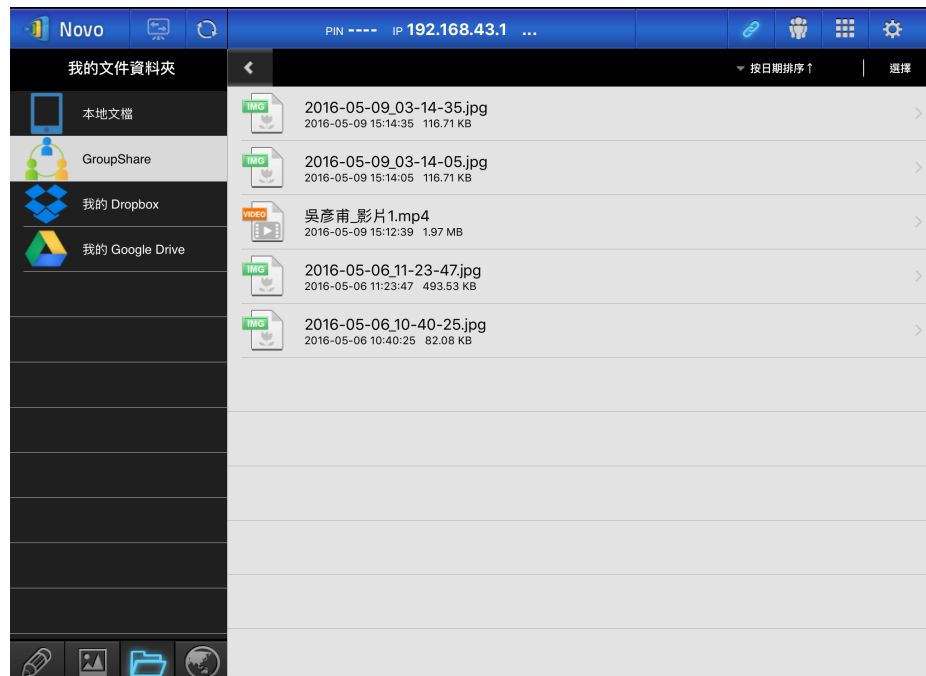 Novo
PIN ---- IP 192.168.43.1 ...
我的文件資料夾
按日期排序↑
選擇
本地文檔
GroupShare
我的 Dropbox
我的 Google Drive
IMG
2016-05-09_03-14-35.jpg
2016-05-09 15:14:35 116.71 KB
IMG
2016-05-09_03-14-05.jpg
2016-05-09 15:14:05 116.71 KB
VIDEO
吳彥甫_影片1.mp4
2016-05-09 15:12:39 1.97 MB
IMG
2016-05-06_11-23-47.jpg
2016-05-06 11:23:47 493.53 KB
IMG
2016-05-06_10-40-25.jpg
2016-05-06 10:40:25 82.08 KB